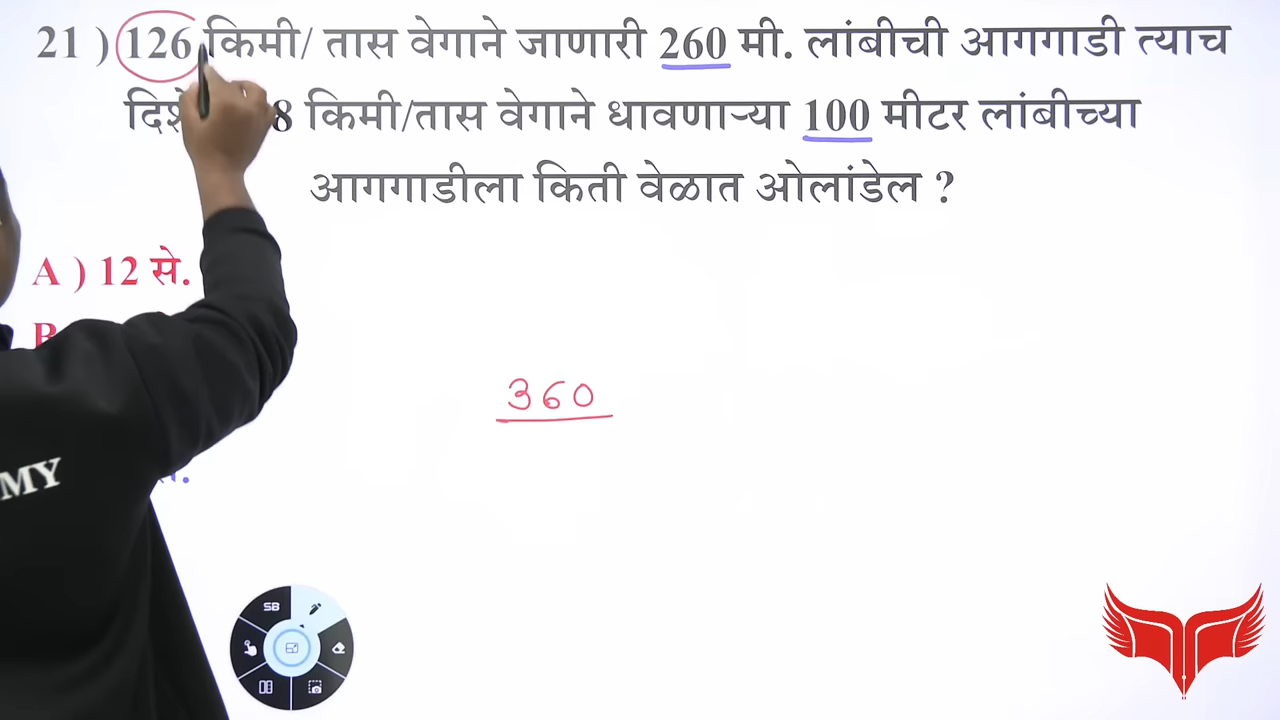 21 ) 126 किमी/ तास वेगाने जाणारी 260 मी. लांबीची आगगाडी त्याच
8 किमी/तास वेगाने धावणाऱ्या 100 मीटर लांबीच्या
आगगाडीला किती वेळात ओलांडेल ?
A ) 12 से.
B
360
MY
SB